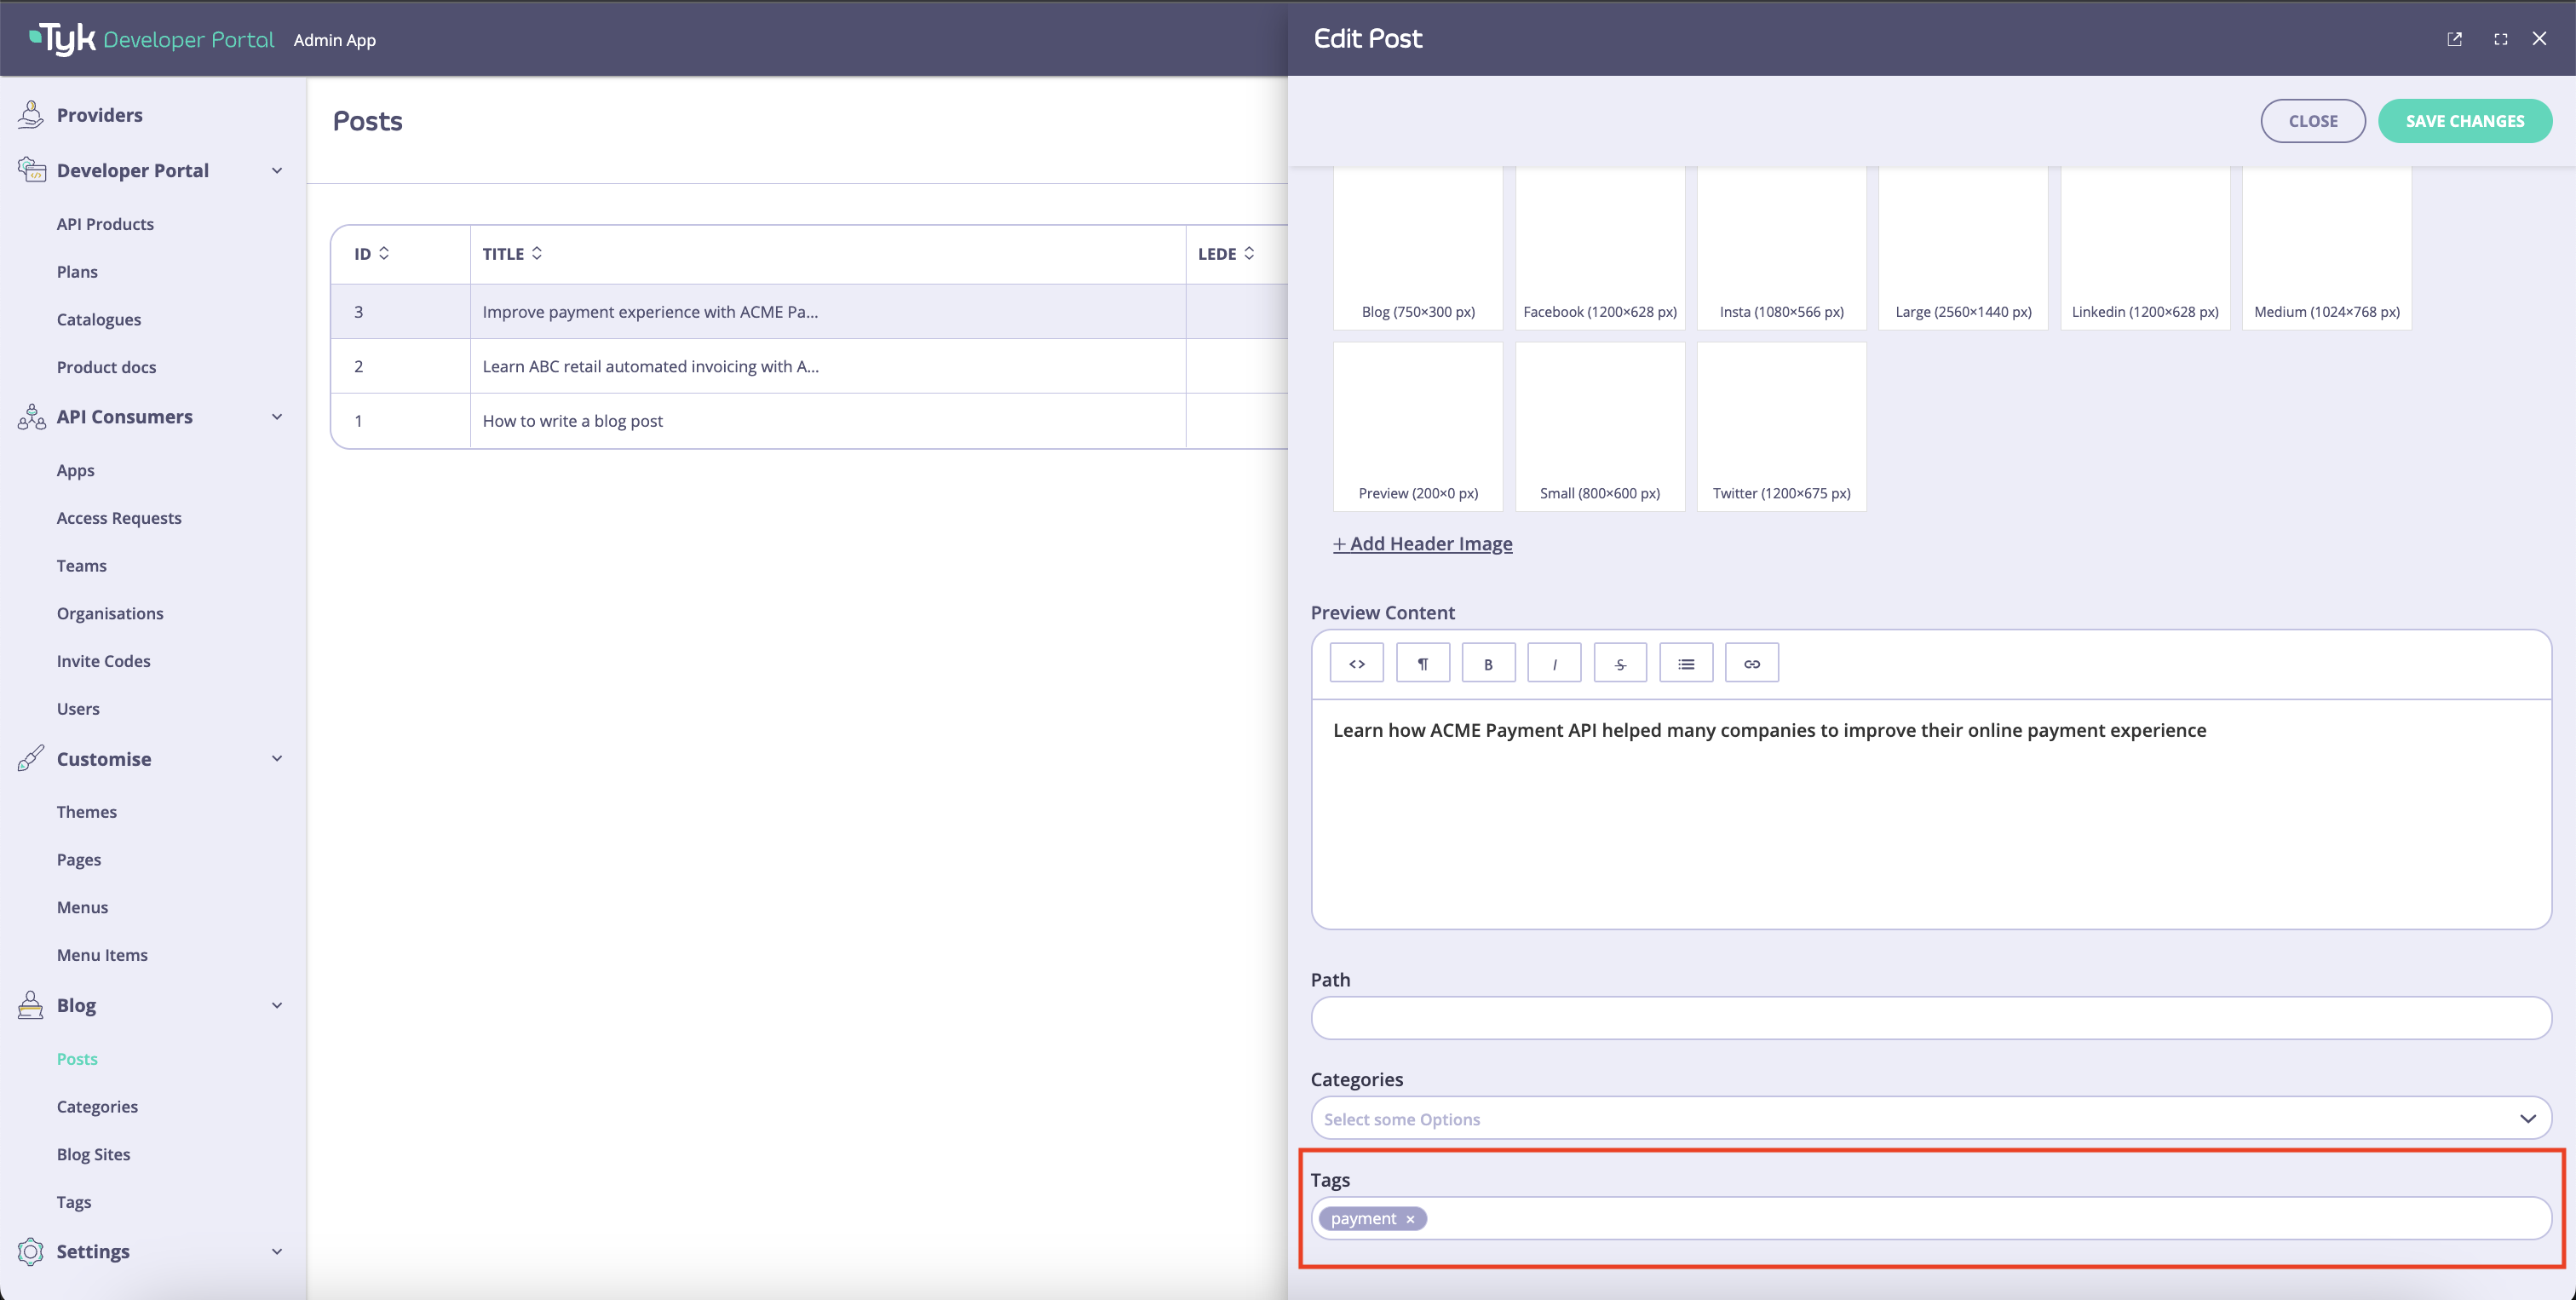 Tyk Developer Portal Admin App
Providers
Developer Portal
API Products
Plans
Catalogues
Product docs
API Consumers
Apps
Access Requests
Teams
Organisations
Invite Codes
Users
Customise
Themes
Pages
Menus
Menu Items
Blog
Posts
Categories
Blog Sites
Tags
Settings
Posts
ID TITLE LEDE
3 Improve payment experience with ACME Pa...
2 Learn ABC retail automated invoicing with A...
1 How to write a blog post
Edit Post
CLOSE SAVE CHANGES
Blog (750×300 px) Facebook (1200×628 px) Insta (1080×566 px) Large (2560×1440 px) Linkedin (1200×628 px) Medium (1024×768 px)
Preview (200×0 px) Small (800×600 px) Twitter (1200×675 px)
+ Add Header Image
Preview Content
<> ¶ B I S
Learn how ACME Payment API helped many companies to improve their online payment experience
Path
Categories
Select some Options
Tags
payment ×